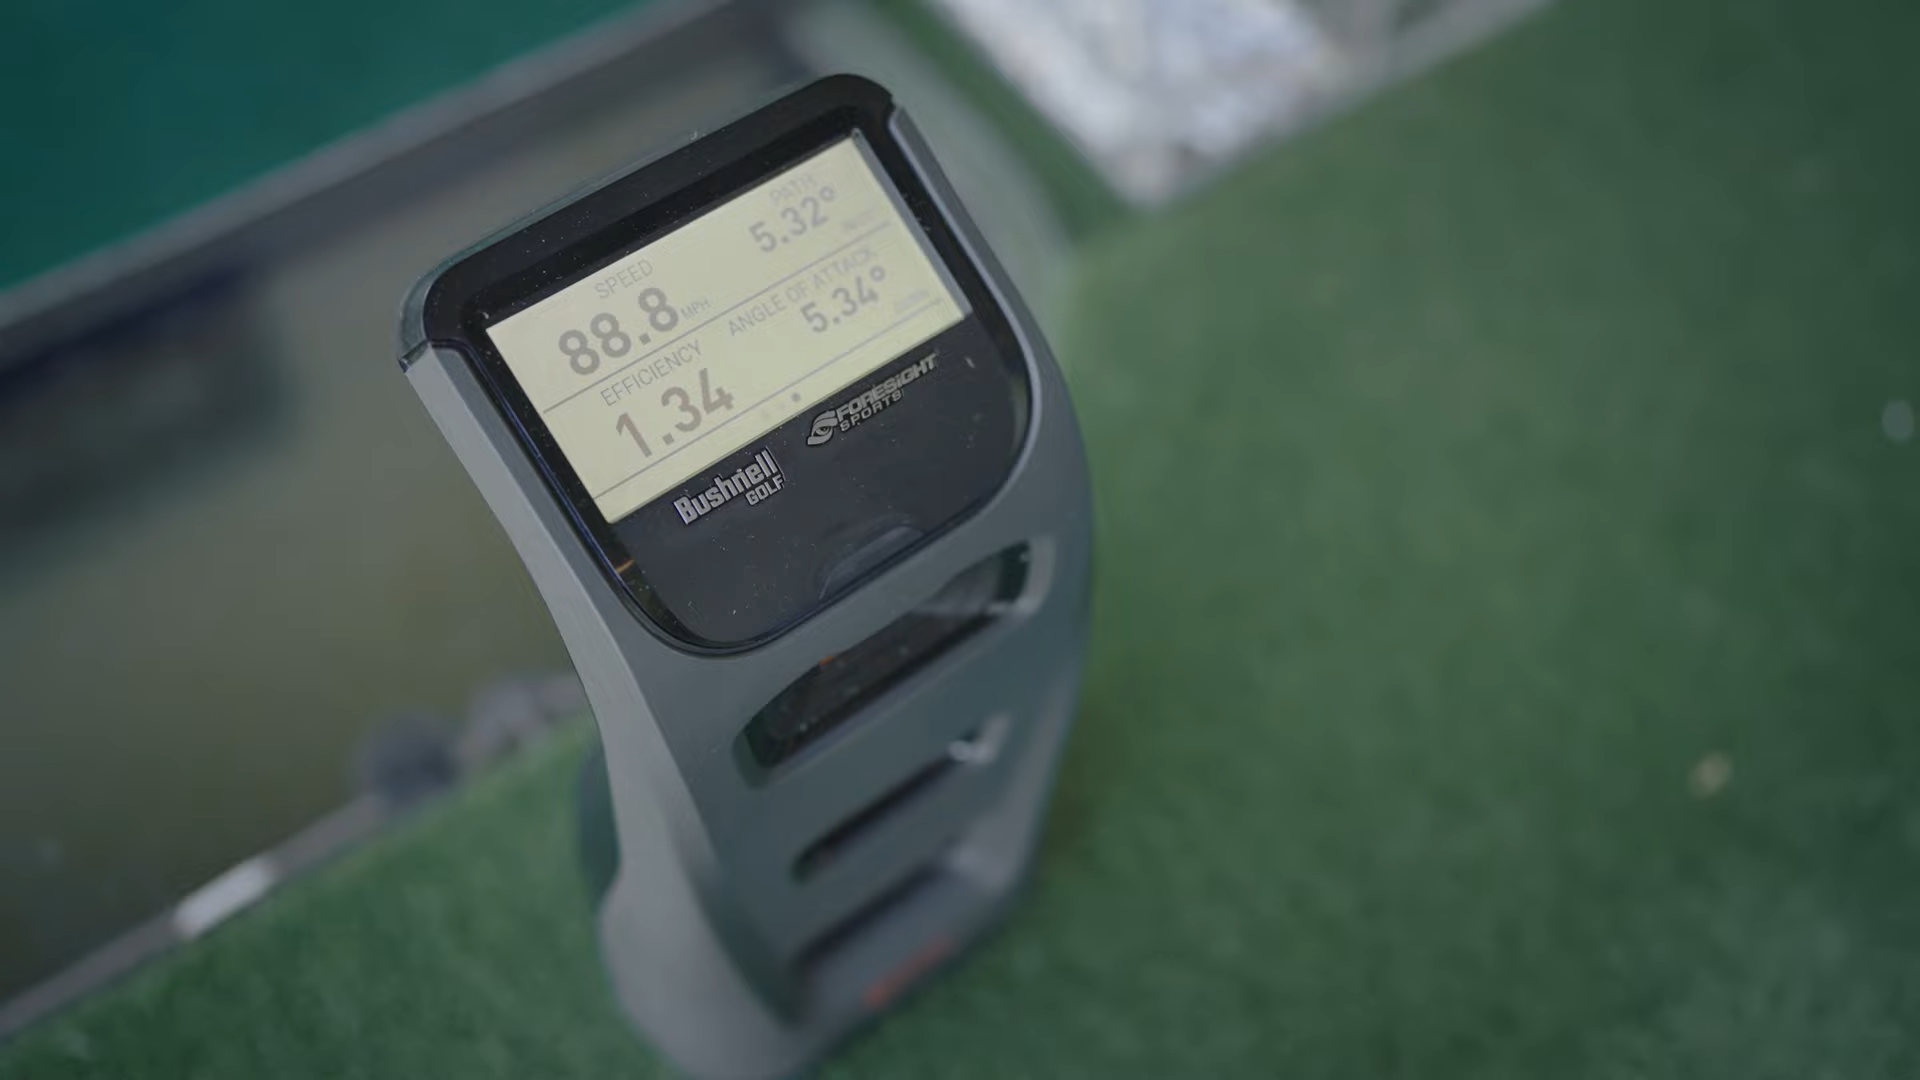 SPEED
88.8 MPH
PATH
5.32°
EFFICIENCY
1.34
ANGLE OF ATTACK
5.34°
Bushnell
GOLF
FORESIGHT
SPORTS